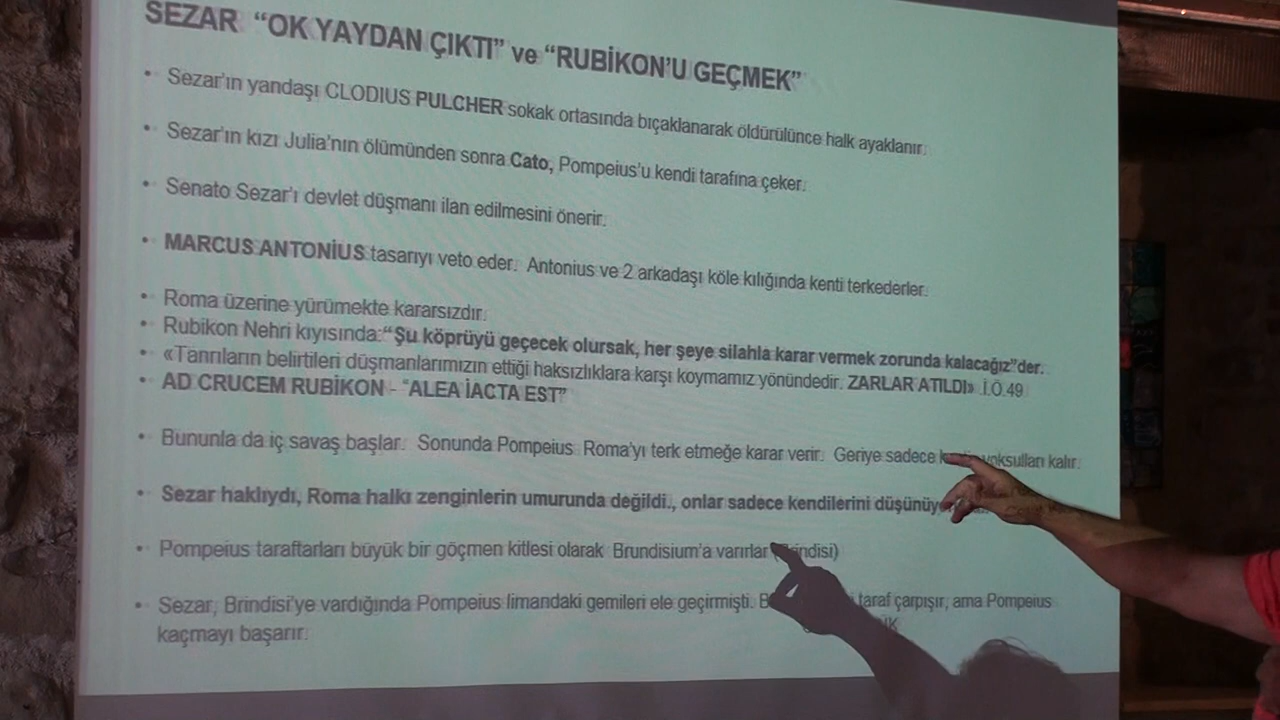 SEZAR “OK YAYDAN ÇIKTI” ve “RUBİKON’U GEÇMEK”
• Sezar’ın yandaşı CLODIUS PULCHER sokak ortasında bıçaklanarak öldürülünce halk ayaklanır.
• Sezar’ın kızı Julia’nın ölümünden sonra Cato, Pompeius’u kendi tarafına çeker.
• Senato Sezar’ı devlet düşmanı ilan edilmesini önerir.
• MARCUS ANTONİUS tasarıyı veto eder. Antonius ve 2 arkadaşı köle kılığında kenti terkederler.
• Roma üzerine yürümekte kararsızdır.
• Rubikon Nehri kıyısında:“Şu köprüyü geçecek olursak, her şeye silahla karar vermek zorunda kalacağız”der.
• «Tanrıların belirtileri düşmanlarımızın ettiği haksızlıklara karşı koymamız yönündedir. ZARLAR ATILDI» .İ.Ö.49
• AD CRUCEM RUBİKON - “ALEA İACTA EST”
• Bununla da iç savaş başlar. Sonunda Pompeius Roma’yı terk etmeğe karar verir. Geriye sadece yoksulları kalır.
• Sezar haklıydı, Roma halkı zenginlerin umurunda değildi., onlar sadece kendilerini
• Pompeius taraftarları büyük bir göçmen kitlesi olarak Brundisium’a varırlar
• Sezar, Brindisi’ye vardığında Pompeius limandaki gemileri ele geçirmişti. taraf çarpışır, ama Pompeius
kaçmayı başarır.